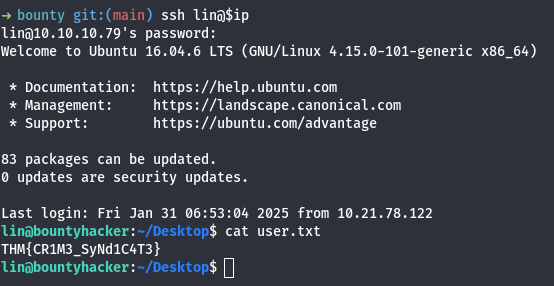 → bounty git:(main) ssh lin@$ip
lin@10.10.10.79's password:
Welcome to Ubuntu 16.04.6 LTS (GNU/Linux 4.15.0-101-generic x86_64)
* Documentation:  https://help.ubuntu.com
* Management:     https://landscape.canonical.com
* Support:        https://ubuntu.com/advantage
83 packages can be updated.
0 updates are security updates.
Last login: Fri Jan 31 06:53:04 2025 from 10.21.78.122
lin@bountyhacker:~/Desktop$ cat user.txt
THM{CR1M3_SyNd1C4T3}
lin@bountyhacker:~/Desktop$